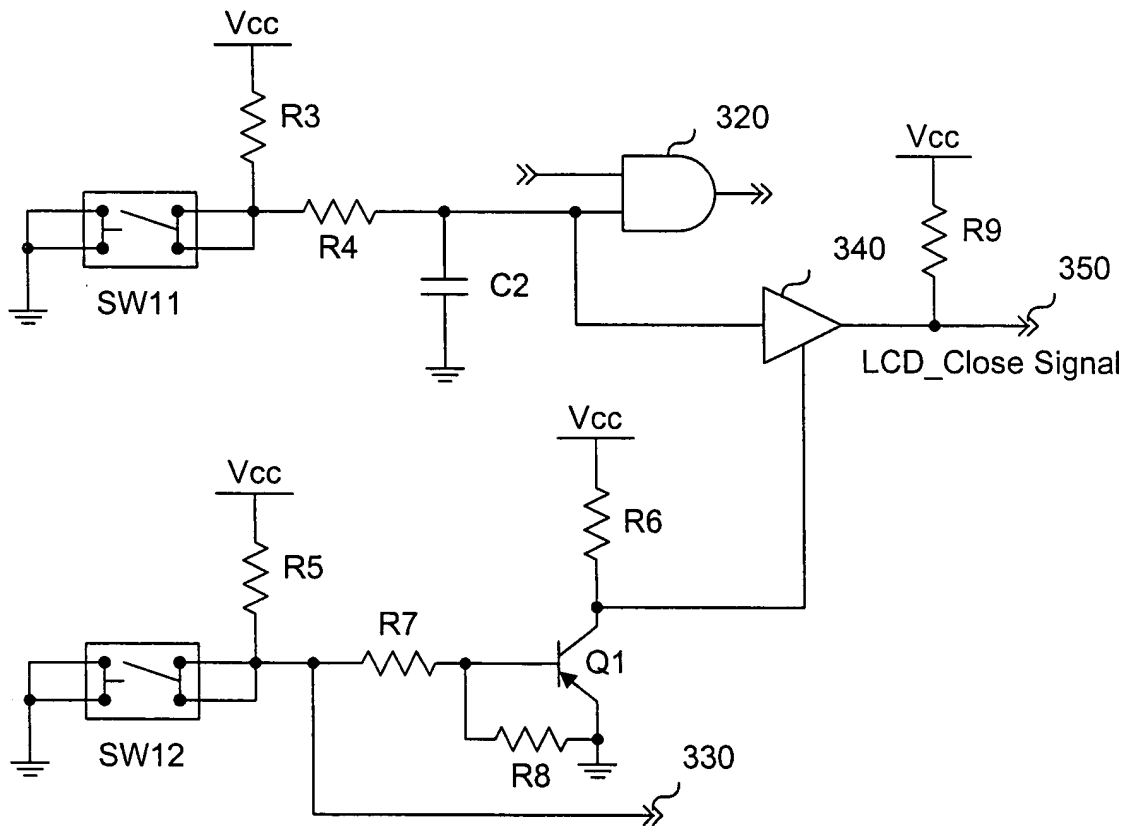 Vcc
R3
320
Vcc
R4
R9
340
350
SW11
C2
LCD_Close Signal
Vcc
Vcc
R6
R5
R7
Q1
SW12
R8
330